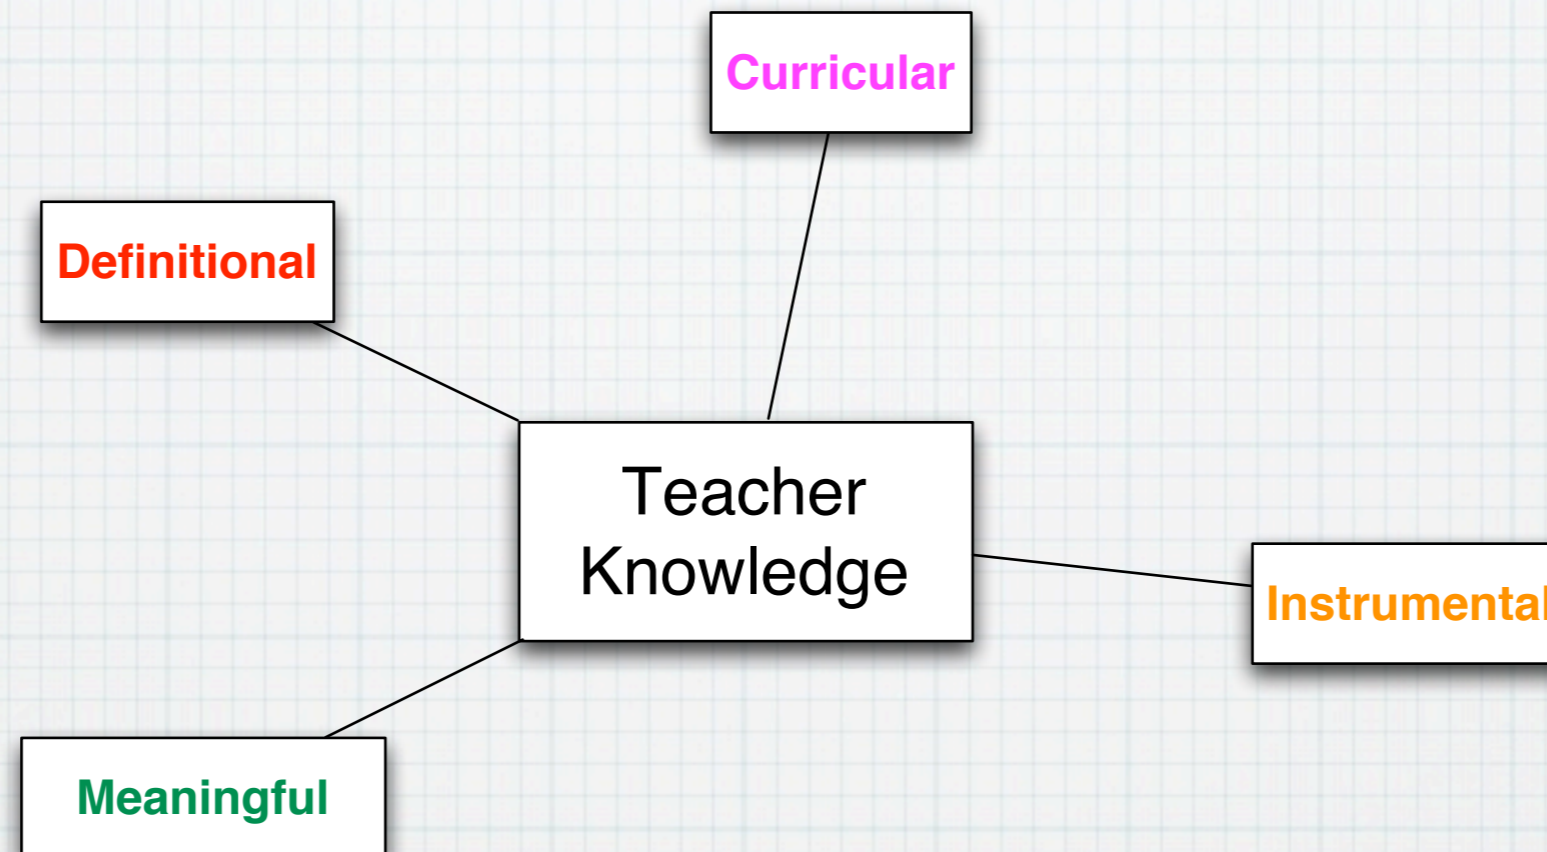 Curricular
Definitional
Teacher
Knowledge
Instrumental
Meaningful